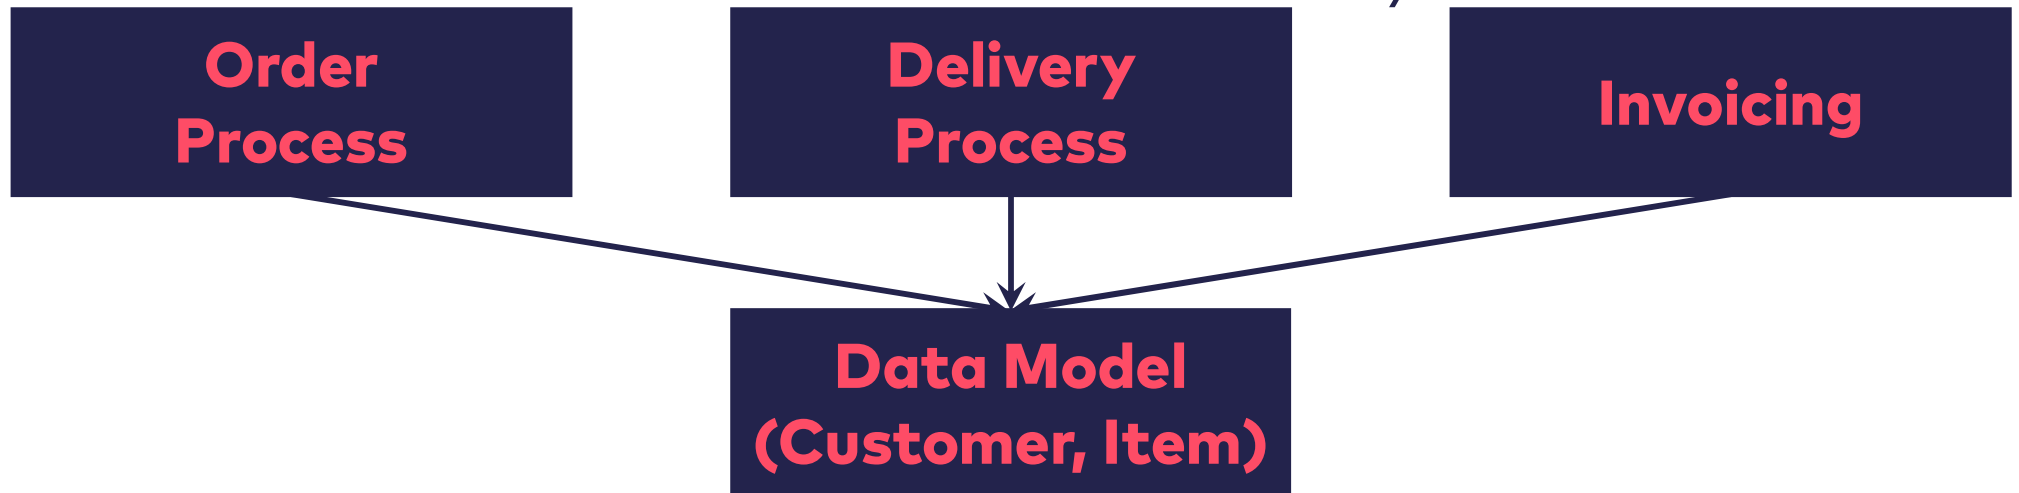 Order
Process
Delivery
Process
Invoicing
Data Model
(Customer, Item)